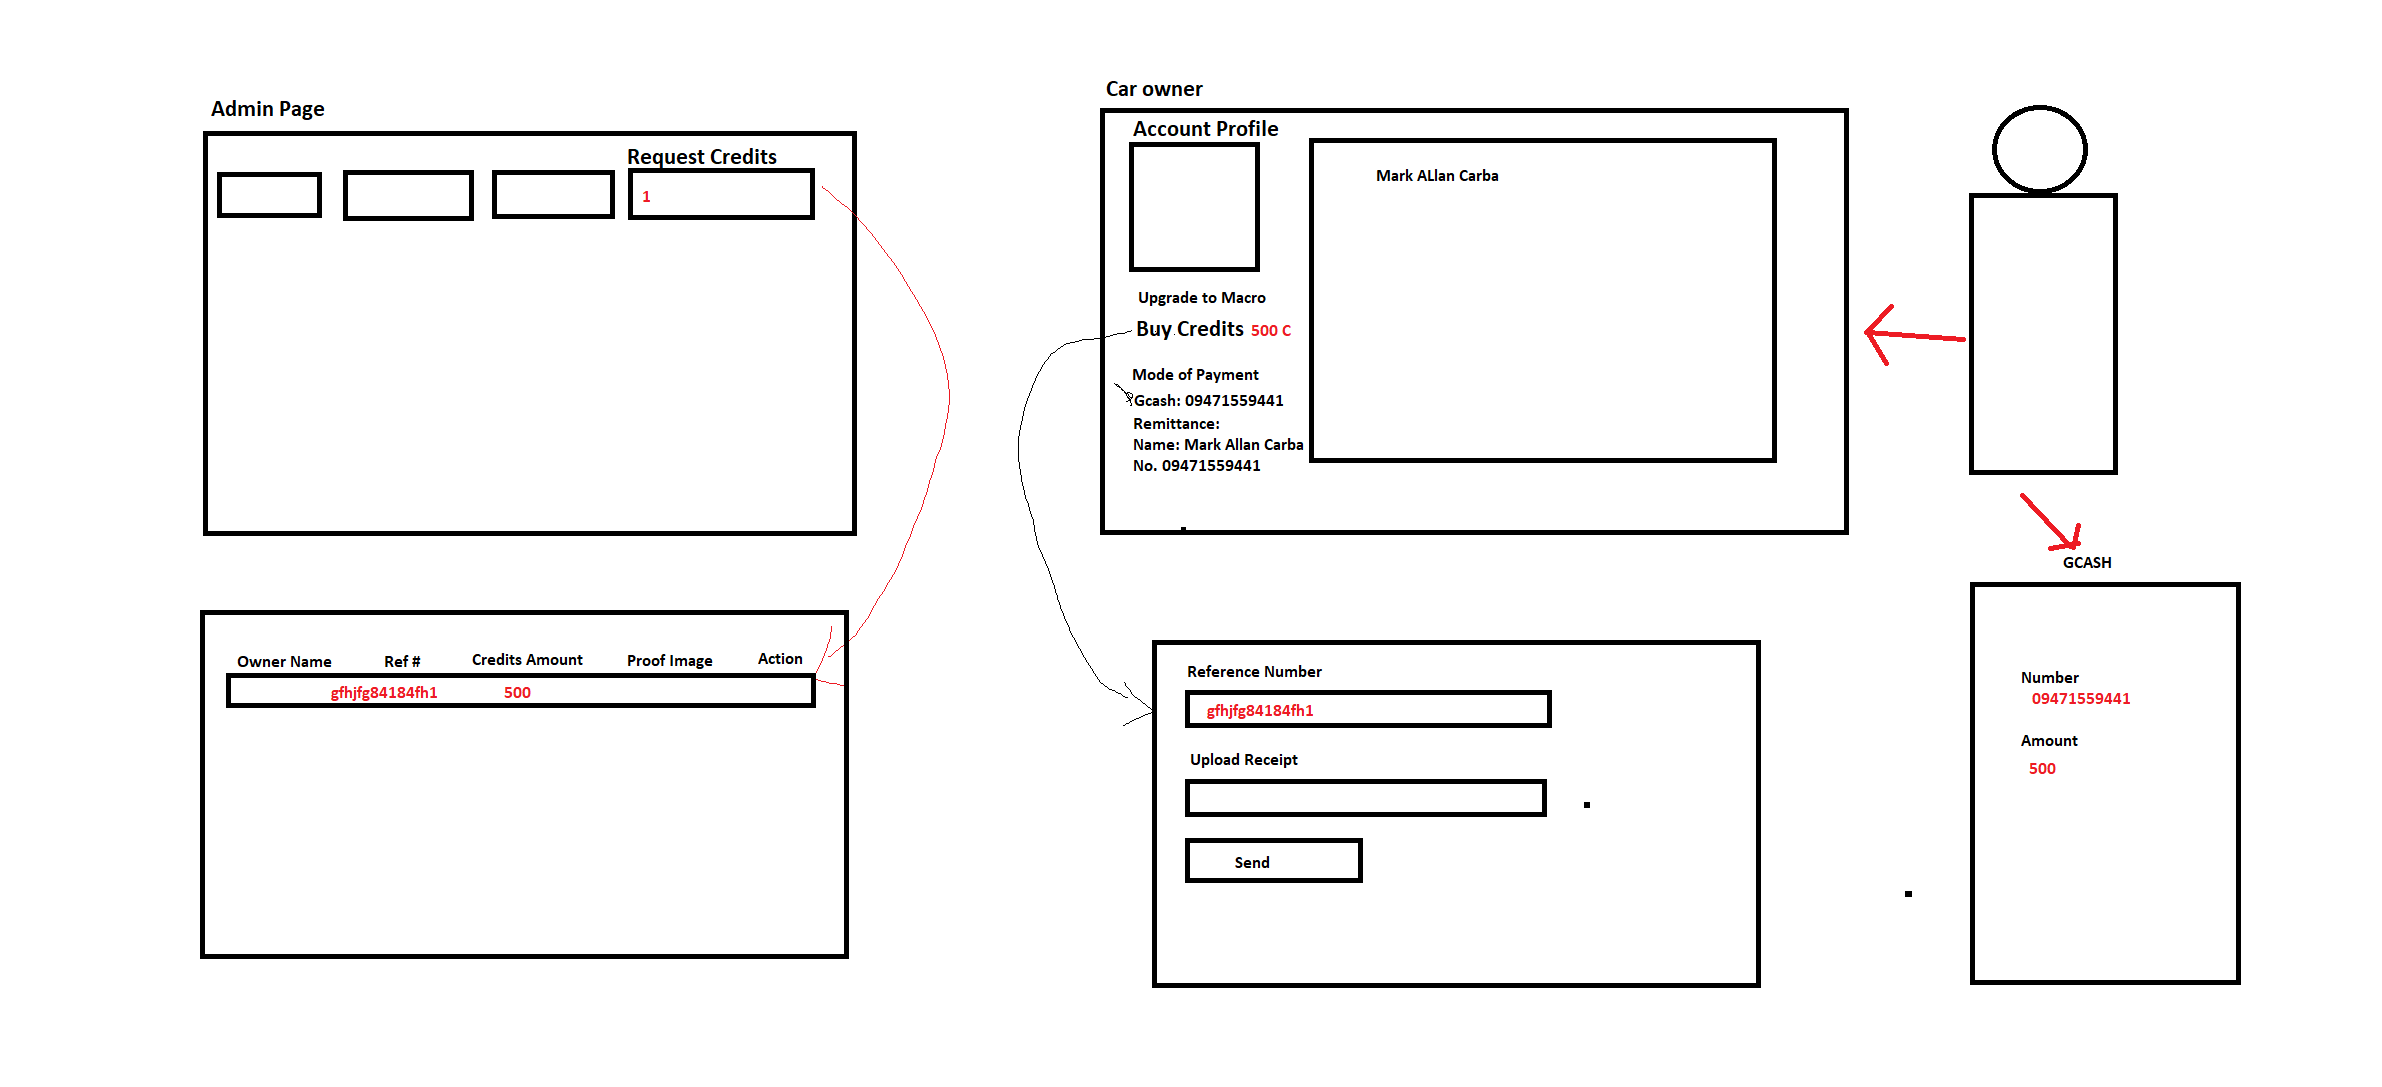 Admin Page
Request Credits
1
Owner Name Ref # Credits Amount Proof Image Action
gfhjfg84184fh1 500
Car owner
Account Profile
Mark ALlan Carba
Upgrade to Macro
Buy Credits 500 C
Mode of Payment
Gcash: 09471559441
Remittance:
Name: Mark Allan Carba
No. 09471559441
Reference Number
gfhjfg84184fh1
Upload Receipt
Send
GCASH
Number
09471559441
Amount
500